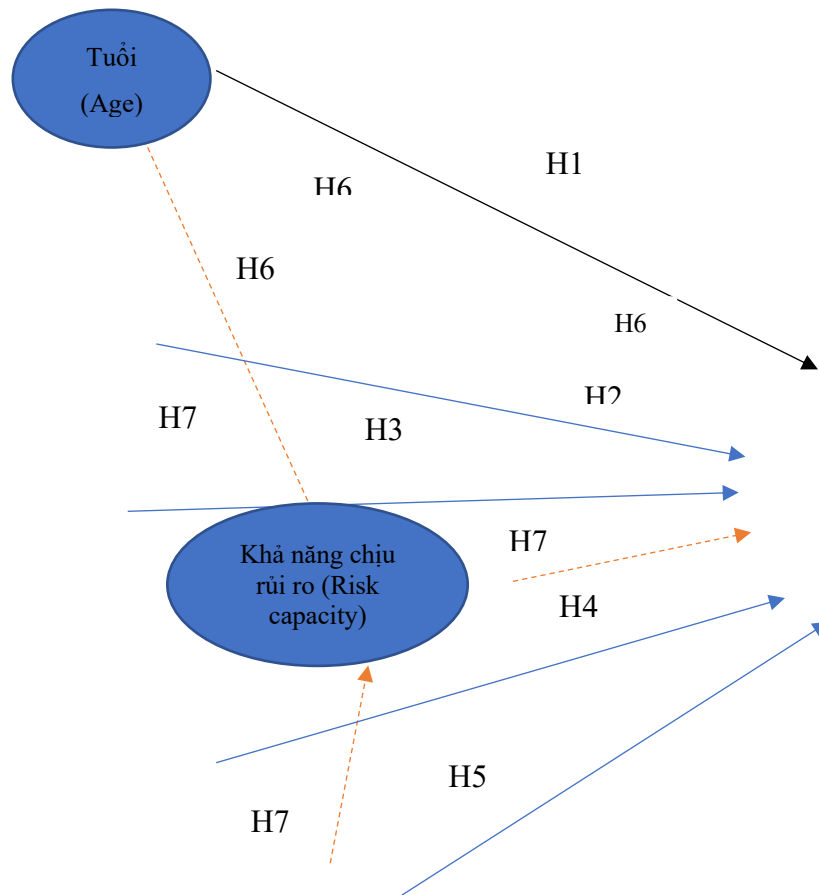 Tuổi
(Age)
H1
H6
H6
H6
H2
H7
H3
H7
Khả năng chịu
rủi ro (Risk
capacity)
H4
H5
H7